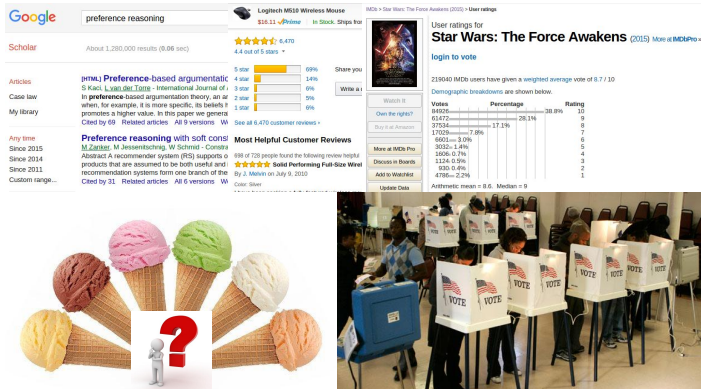 Google
preference reasoning
Scholar
About 1,280,000 results (0.06 sec)
Articles
Case law
My library
Any time
Since 2015
Since 2014
Since 2011
Custom range...
[HTML] Preference-based argumentatio
S Kaci, L van der Torre - International Journal of
In preference-based argumentation theory, an ar
when, for example, it is more specific, its beliefs h
promotes a higher value. In this paper we general
Cited by 69 Related articles All 9 versions
Preference reasoning with soft cons
M Zanker, M Jessenitschnig, W Schmid - Constra
Abstract A recommender system (RS) supports o
products that are assumed to be both useful and
recommendation systems form one branch of the
Cited by 31 Related articles All 6 versions
Logitech M510 Wireless Mouse
$16.11 Prime In Stock. Ships from
6,470
4.4 out of 5 stars
5 star 69%
4 star 14%
3 star 6%
2 star 5%
1 star 6%
Share you
Write a
See all 6,470 customer reviews
Most Helpful Customer Reviews
698 of 728 people found the following review helpful
Solid Performing Full-Size Wirel
By J. Melvin on July 9, 2010
Color: Silver
IMDb > Star Wars: The Force Awakens (2015) > User ratings
Watch It
Own the rights?
Buy it at Amazon
More at IMDbPro
Discuss in Boards
Add to Watchlist
Update Data
User ratings for
Star Wars: The Force Awakens (2015) More at IMDbPro »
login to vote
219040 IMDb users have given a weighted average vote of 8.7 / 10
Demographic breakdowns are shown below.
Votes Percentage Rating
84926 38.8% 10
61472 28.1% 9
37534 17.1% 8
17029 7.8% 7
6601 3.0% 6
3032 1.4% 5
1606 0.7% 4
1124 0.5% 3
930 0.4% 2
4786 2.2% 1
Arithmetic mean = 8.6. Median = 9
?
VOTE
VOTE
VOTE
VOTE
VOTE
VOTE